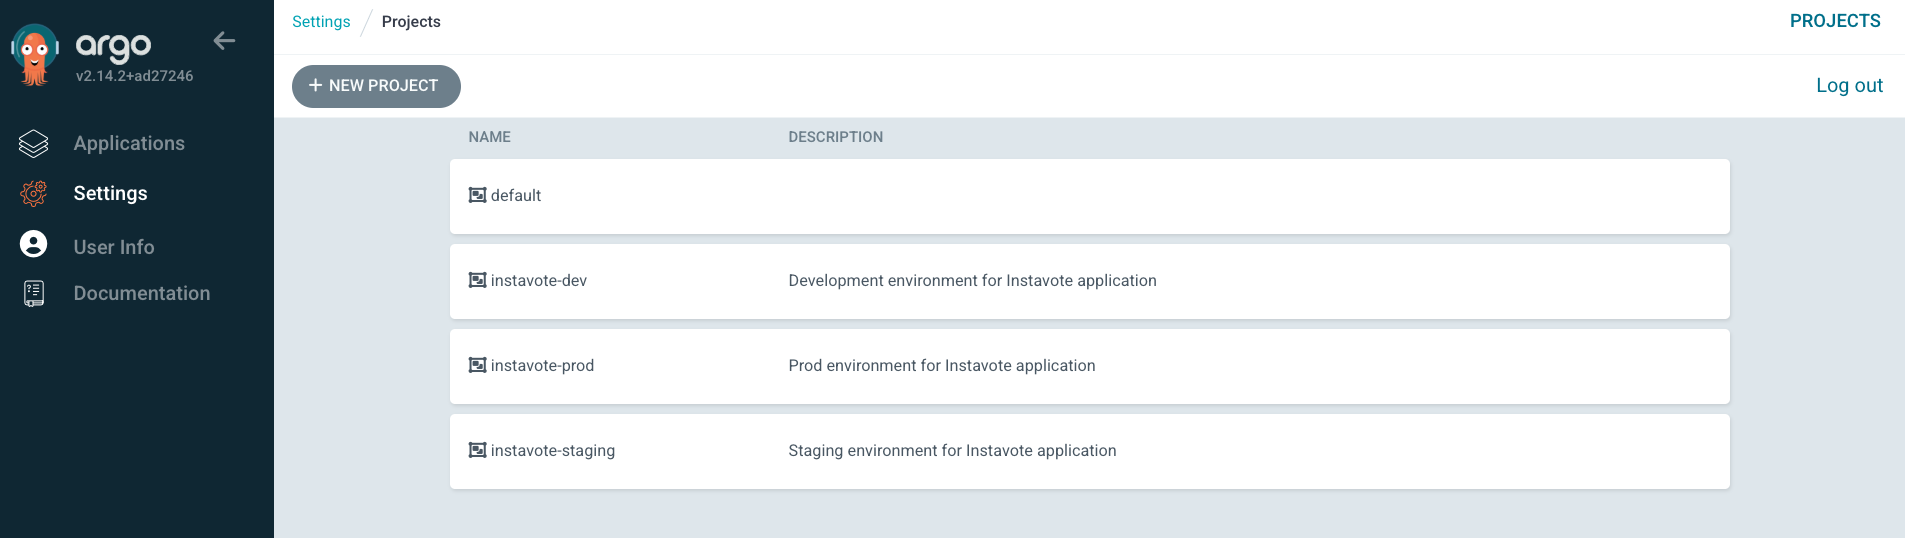 argo
v2.14.2+ad27246
Applications
Settings
User Info
Documentation
Settings / Projects
PROJECTS
+ NEW PROJECT
Log out
NAME DESCRIPTION
default
instavote-dev Development environment for Instavote application
instavote-prod Prod environment for Instavote application
instavote-staging Staging environment for Instavote application